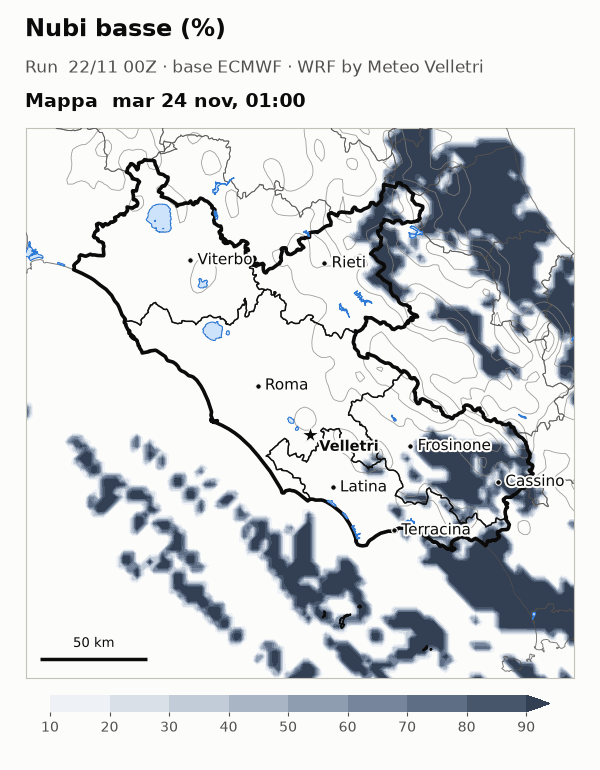 Nubi basse (%)
Run 22/11 00Z · base ECMWF · WRF by Meteo Velletri
Mappa mar 24 nov, 01:00
Viterbo
Rieti
Roma
Velletri
Frosinone
Cassino
Latina
Terracina
50 km
10 20 30 40 50 60 70 80 90